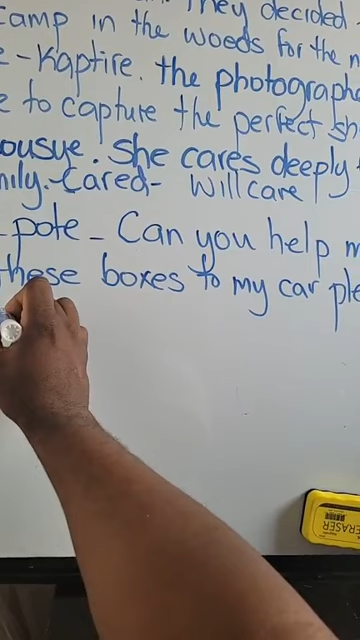 They decided
camp in the woods for the
e - Kaptire. the photographe
e to capture the perfect sh
ousye. She cares deeply
mily. - Cared - Will care
- pote - Can you help m
these boxes to my car ple
ERASER